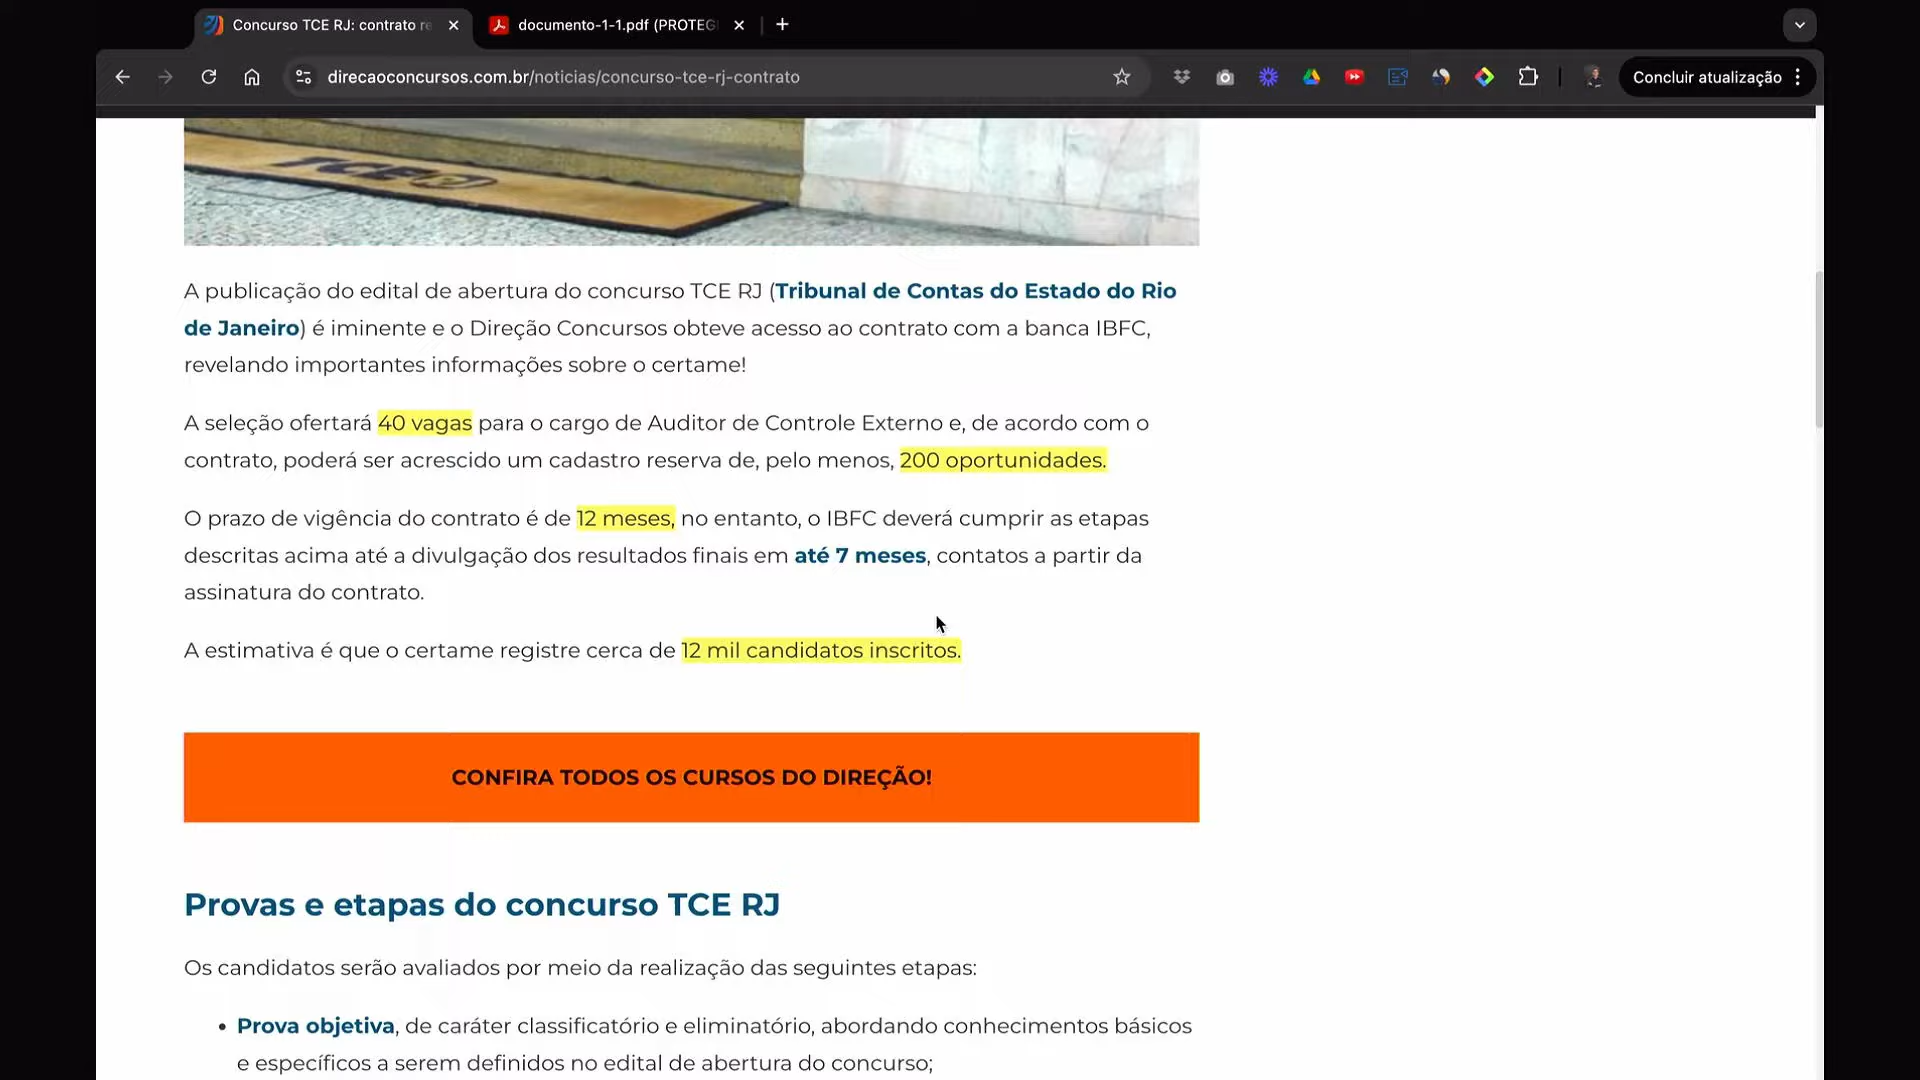 Concurso TCE RJ: contrato re
documento-1-1.pdf (PROTEG
direcaoconcursos.com.br/noticias/concurso-tce-rj-contrato
Concluir atualização
TCE RJ
A publicação do edital de abertura do concurso TCE RJ (Tribunal de Contas do Estado do Rio
de Janeiro) é iminente e o Direção Concursos obteve acesso ao contrato com a banca IBFC,
revelando importantes informações sobre o certame!
A seleção ofertará 40 vagas para o cargo de Auditor de Controle Externo e, de acordo com o
contrato, poderá ser acrescido um cadastro reserva de, pelo menos, 200 oportunidades.
O prazo de vigência do contrato é de 12 meses, no entanto, o IBFC deverá cumprir as etapas
descritas acima até a divulgação dos resultados finais em até 7 meses, contatos a partir da
assinatura do contrato.
A estimativa é que o certame registre cerca de 12 mil candidatos inscritos.
CONFIRA TODOS OS CURSOS DO DIREÇÃO!
Provas e etapas do concurso TCE RJ
Os candidatos serão avaliados por meio da realização das seguintes etapas:
• Prova objetiva, de caráter classificatório e eliminatório, abordando conhecimentos básicos
e específicos a serem definidos no edital de abertura do concurso;